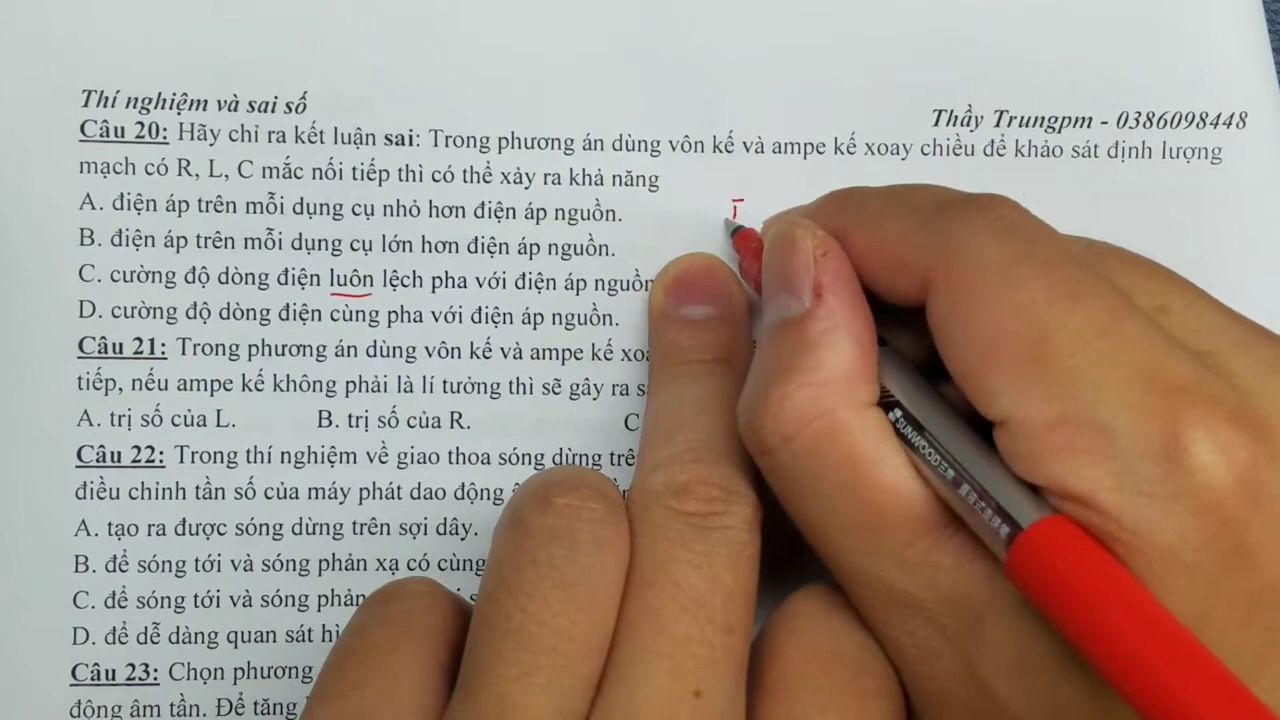 Thí nghiệm và sai số
Thầy Trungpm - 0386098448
Câu 20: Hãy chỉ ra kết luận sai: Trong phương án dùng vôn kế và ampe kế xoay chiều để khảo sát định lượng
mạch có R, L, C mắc nối tiếp thì có thể xảy ra khả năng
A. điện áp trên mỗi dụng cụ nhỏ hơn điện áp nguồn.
B. điện áp trên mỗi dụng cụ lớn hơn điện áp nguồn.
C. cường độ dòng điện luôn lệch pha với điện áp nguồn
D. cường độ dòng điện cùng pha với điện áp nguồn.
Câu 21: Trong phương án dùng vôn kế và ampe kế
tiếp, nếu ampe kế không phải là lí tưởng thì sẽ gây ra
A. trị số của L. B. trị số của R. C
Câu 22: Trong thí nghiệm về giao thoa sóng dừng
điều chỉnh tần số của máy phát dao động
A. tạo ra được sóng dừng trên sợi dây.
B. để sóng tới và sóng phản xạ có cùng
C. để sóng tới và sóng phản
D. để dễ dàng quan sát
Câu 23: Chọn phương
động âm tần. Để tăng
SUNWOOD三木